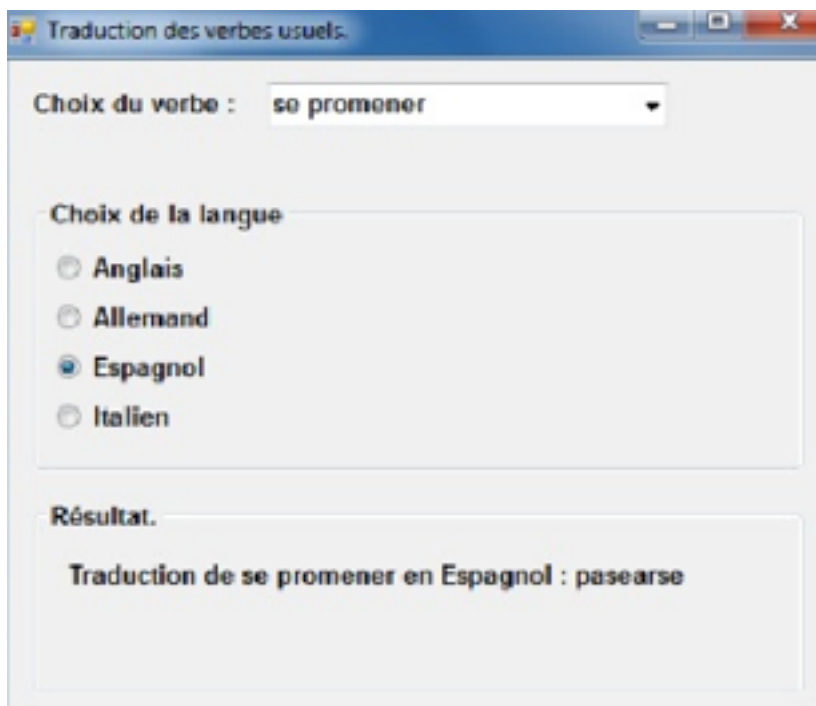 Traduction des verbes usuels.
Choix du verbe : se promener
Choix de la langue
Anglais
Allemand
Espagnol
Italien
Résultat.
Traduction de se promener en Espagnol : pasearse